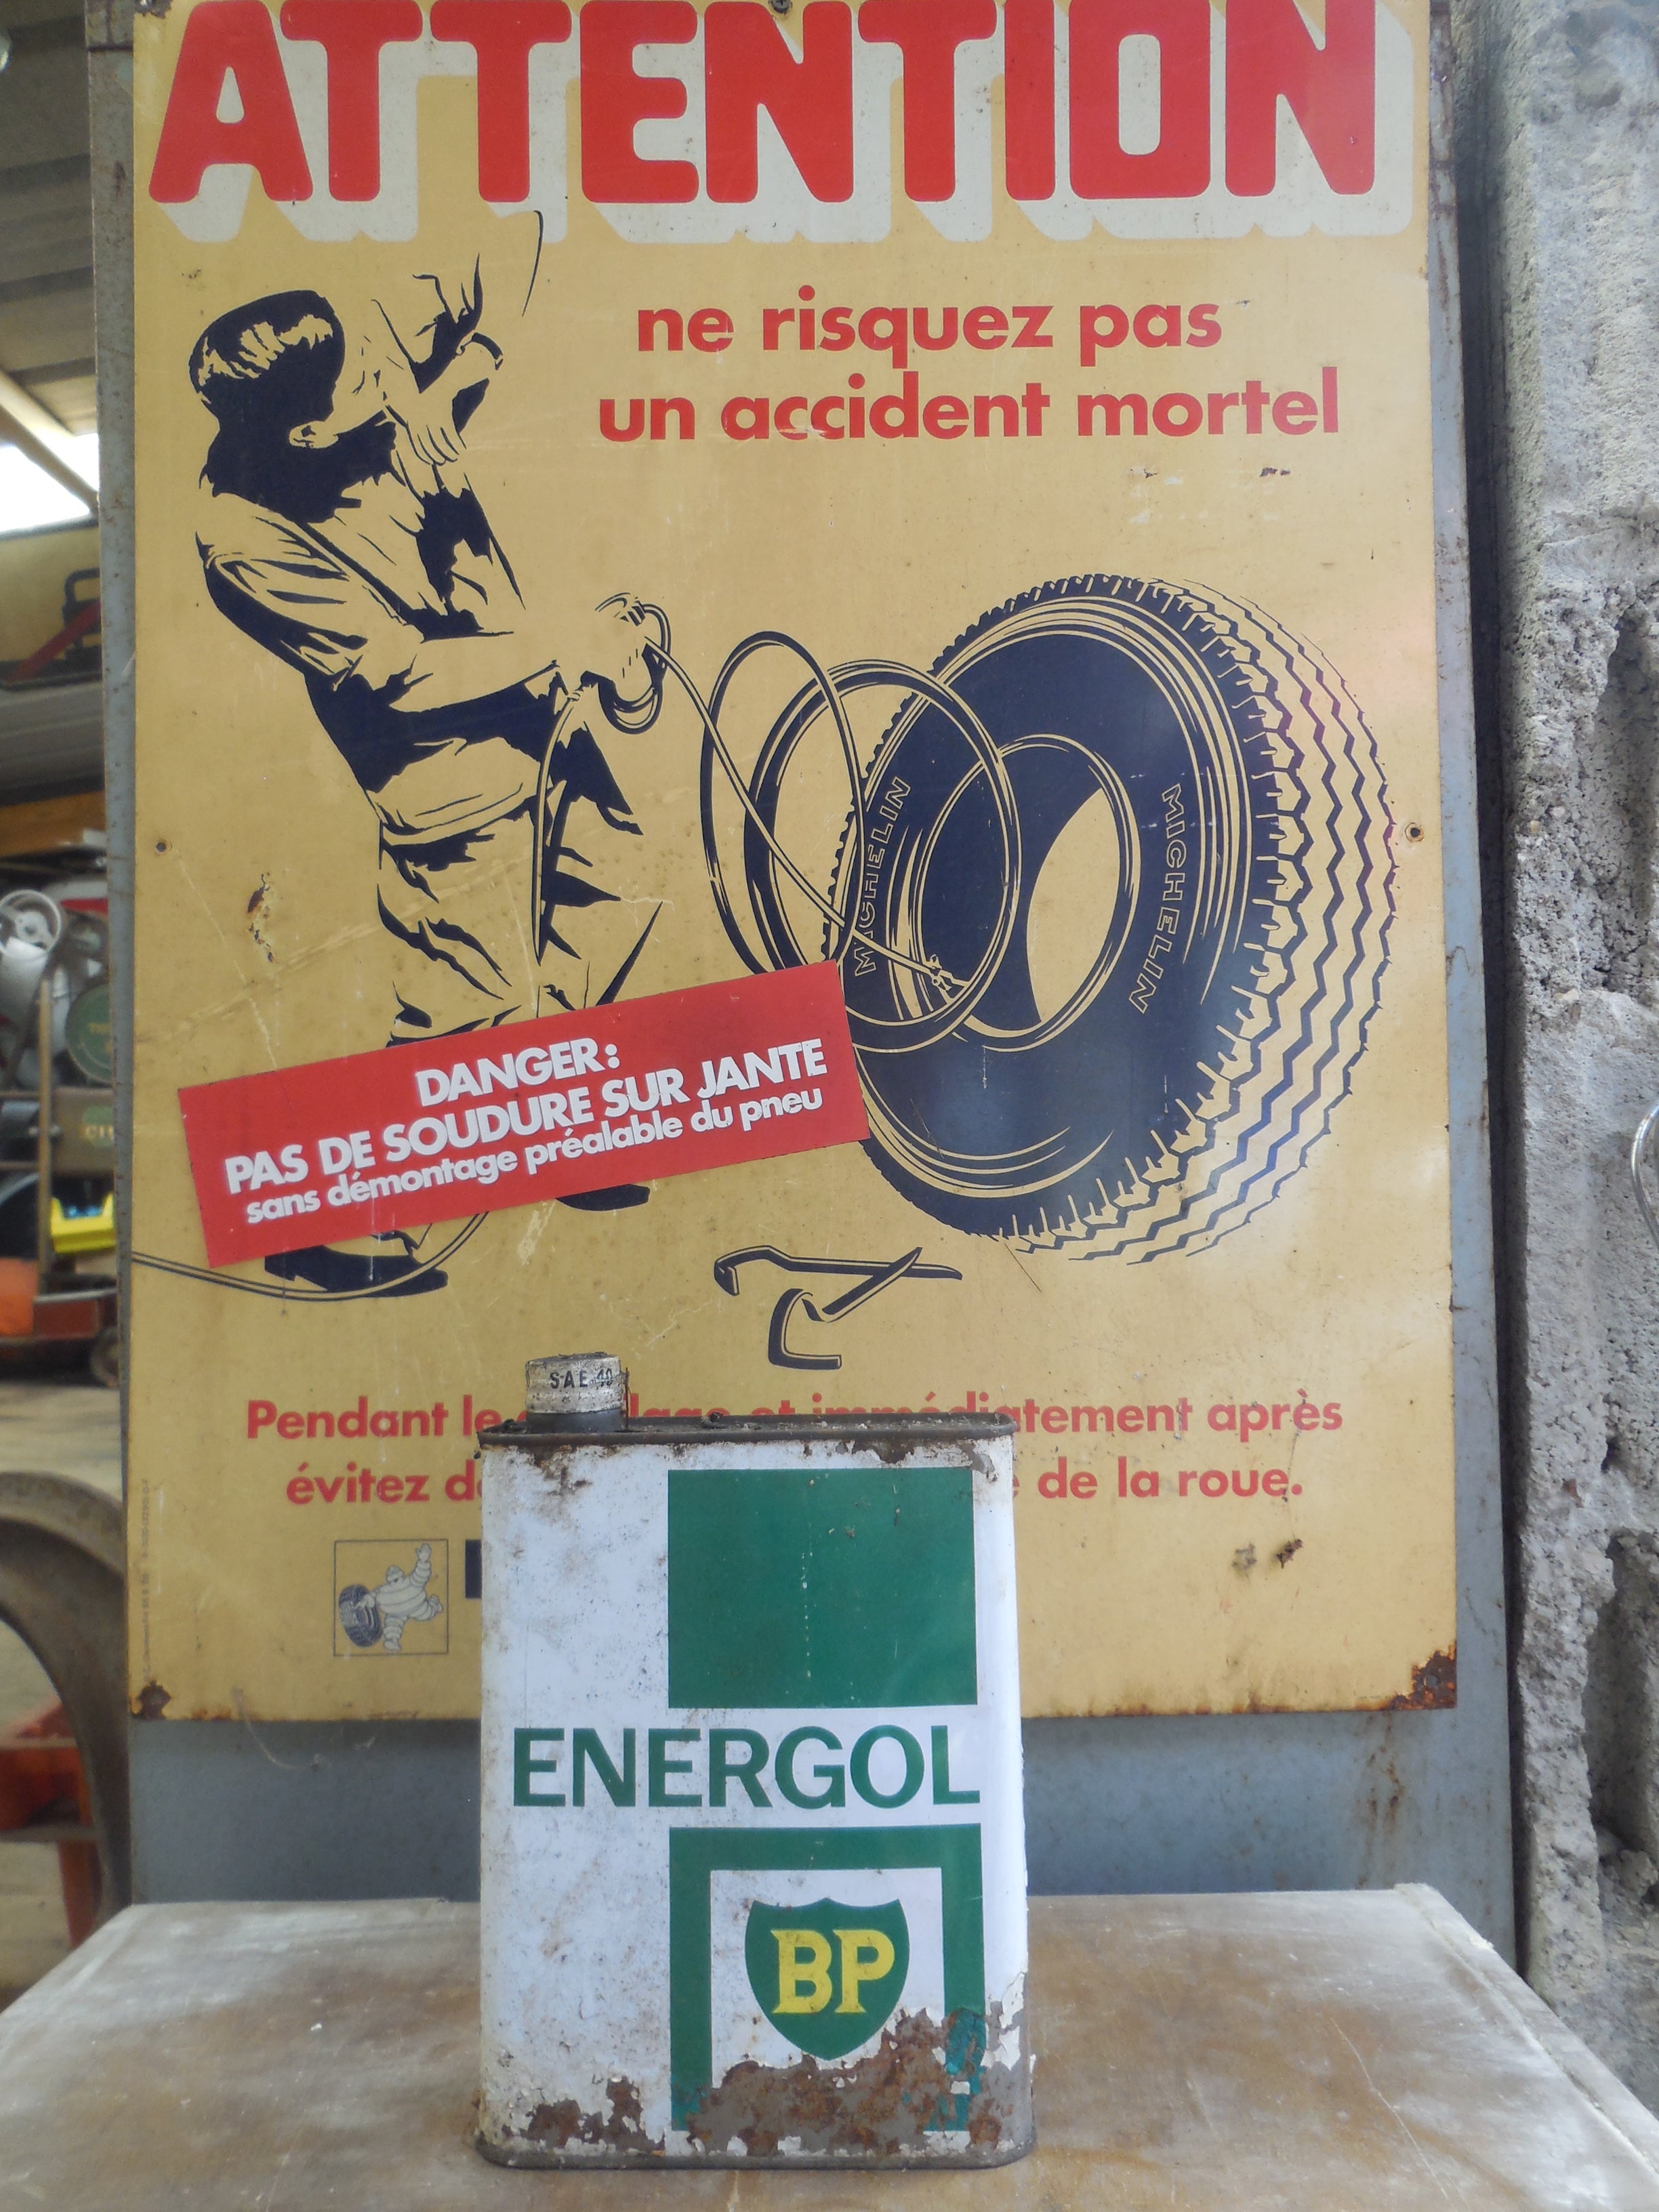 ATTENTION
ne risquez pas
un accident mortel
MICHELIN
MICHELIN
DANGER:
PAS DE SOUDURE SUR JANTE
sans démontage préalable du pneu
SAE 40
Pendant le immédiatement après
évitez de la roue.
ENERGOL
BP